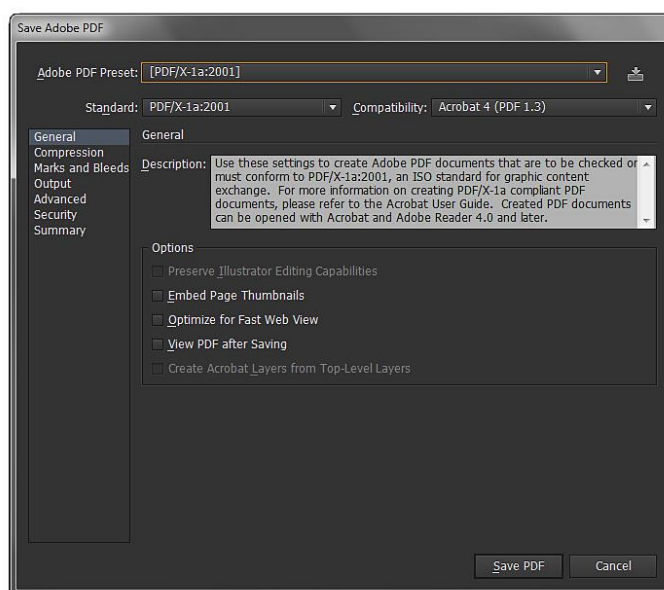 Save Adobe PDF
Adobe PDF Preset: [PDF/X-1a:2001]
Standard: PDF/X-1a:2001 Compatibility: Acrobat 4 (PDF 1.3)
General
Compression
Marks and Bleeds
Output
Advanced
Security
Summary
General
Description: Use these settings to create Adobe PDF documents that are to be checked or
must conform to PDF/X-1a:2001, an ISO standard for graphic content
exchange. For more information on creating PDF/X-1a compliant PDF
documents, please refer to the Acrobat User Guide. Created PDF documents
can be opened with Acrobat and Adobe Reader 4.0 and later.
Options
Preserve Illustrator Editing Capabilities
Embed Page Thumbnails
Optimize for Fast Web View
View PDF after Saving
Create Acrobat Layers from Top-Level Layers
Save PDF Cancel